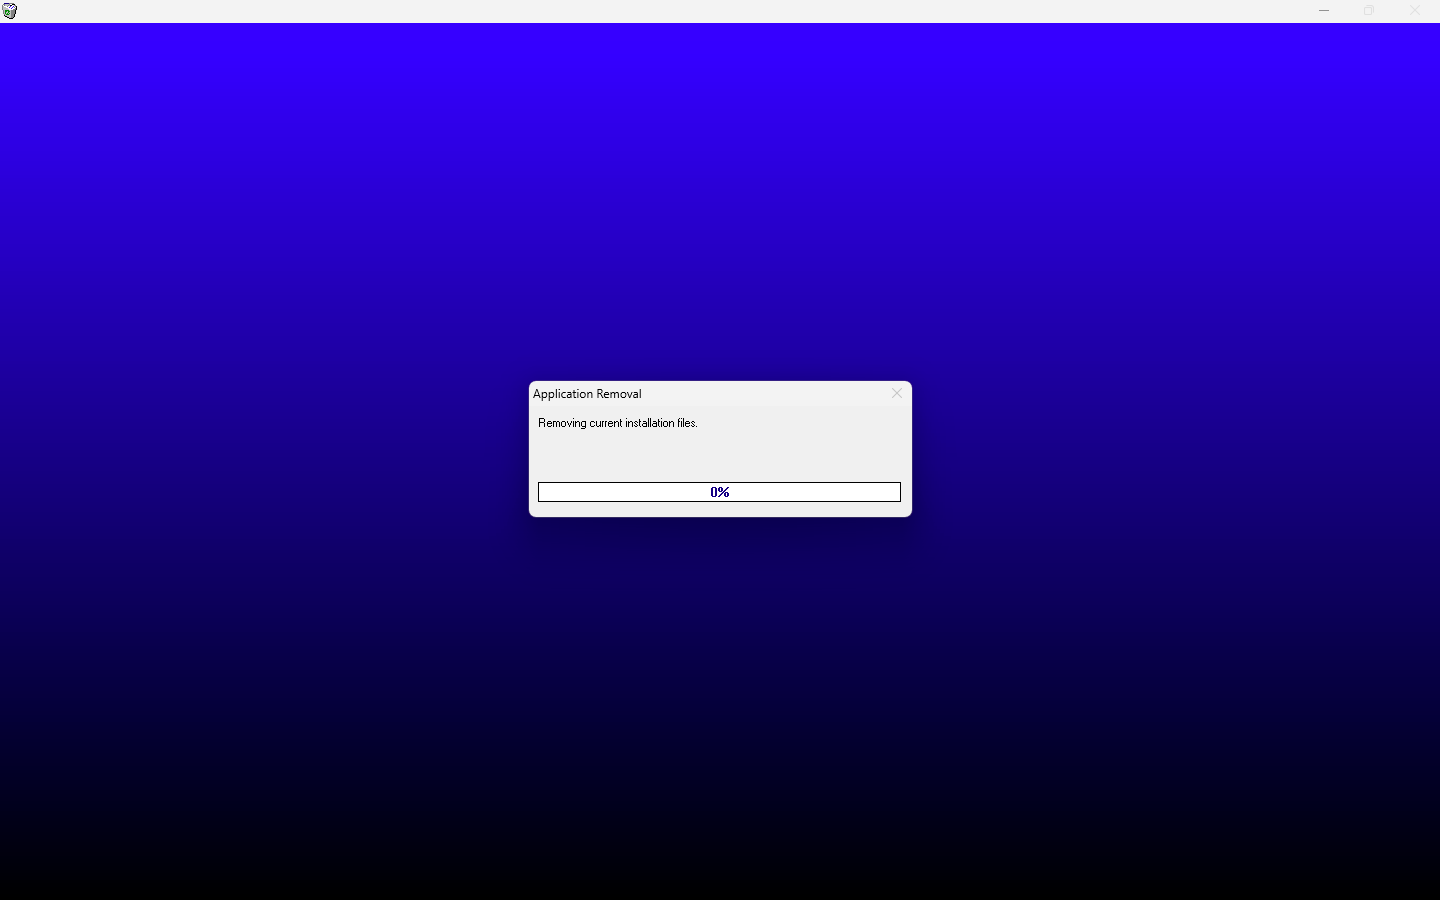 Application Removal
Removing current installation files.
0%